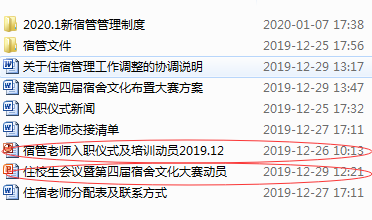 2020.1新宿管管理制度 2020-01-07 17:38
宿管文件 2019-12-25 17:56
关于住宿管理工作调整的协调说明 2019-12-29 13:17
建高第四届宿舍文化布置大赛方案 2019-12-29 13:47
入职仪式新闻 2019-12-25 17:32
生活老师交接清单 2019-12-27 17:11
宿管老师入职仪式及培训动员2019.12 2019-12-26 10:13
住校生会议暨第四届宿舍文化大赛动员 2019-12-29 12:21
住宿老师分配表及联系方式 2019-12-27 17:11